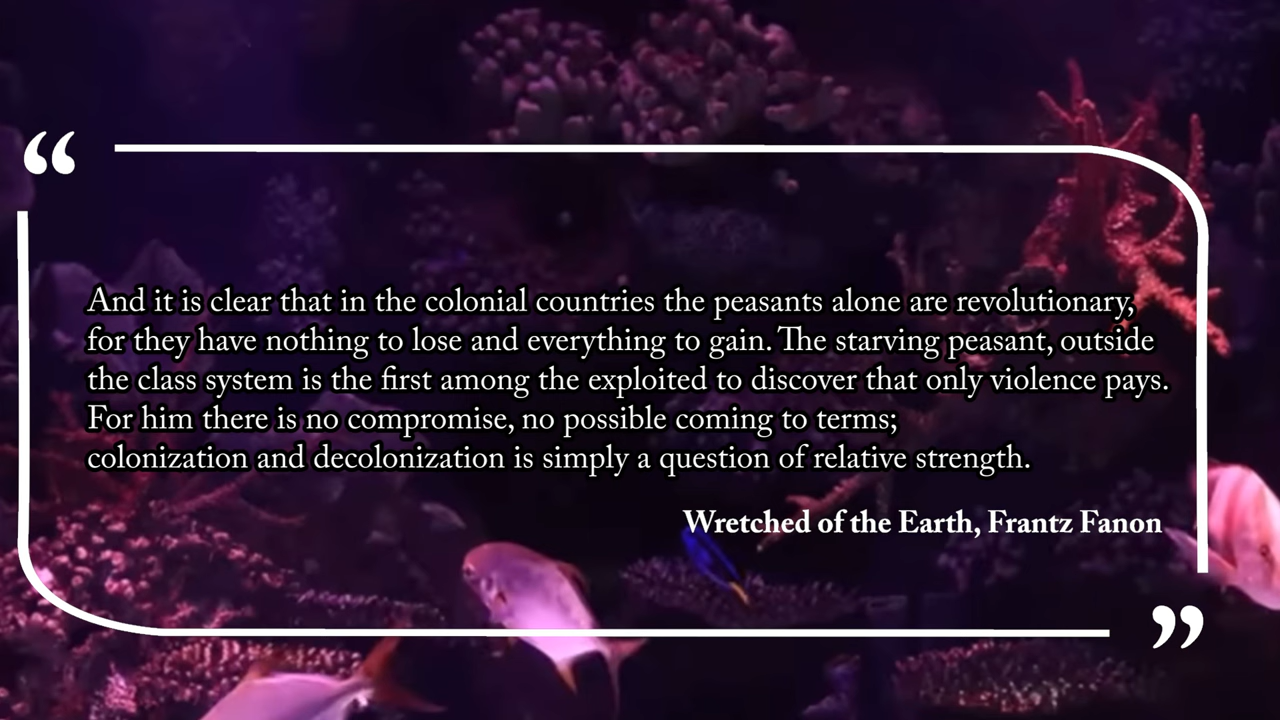 “
And it is clear that in the colonial countries the peasants alone are revolutionary,
for they have nothing to lose and everything to gain. The starving peasant, outside
the class system is the first among the exploited to discover that only violence pays.
For him there is no compromise, no possible coming to terms;
colonization and decolonization is simply a question of relative strength.
Wretched of the Earth, Frantz Fanon
”